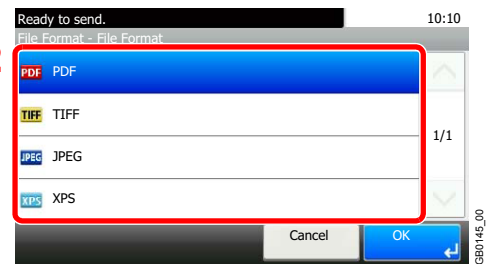 Ready to send.
10:10
File Format - File Format
PDF PDF
TIFF TIFF
1/1
JPEG JPEG
XPS XPS
Cancel
OK
GB0145_00